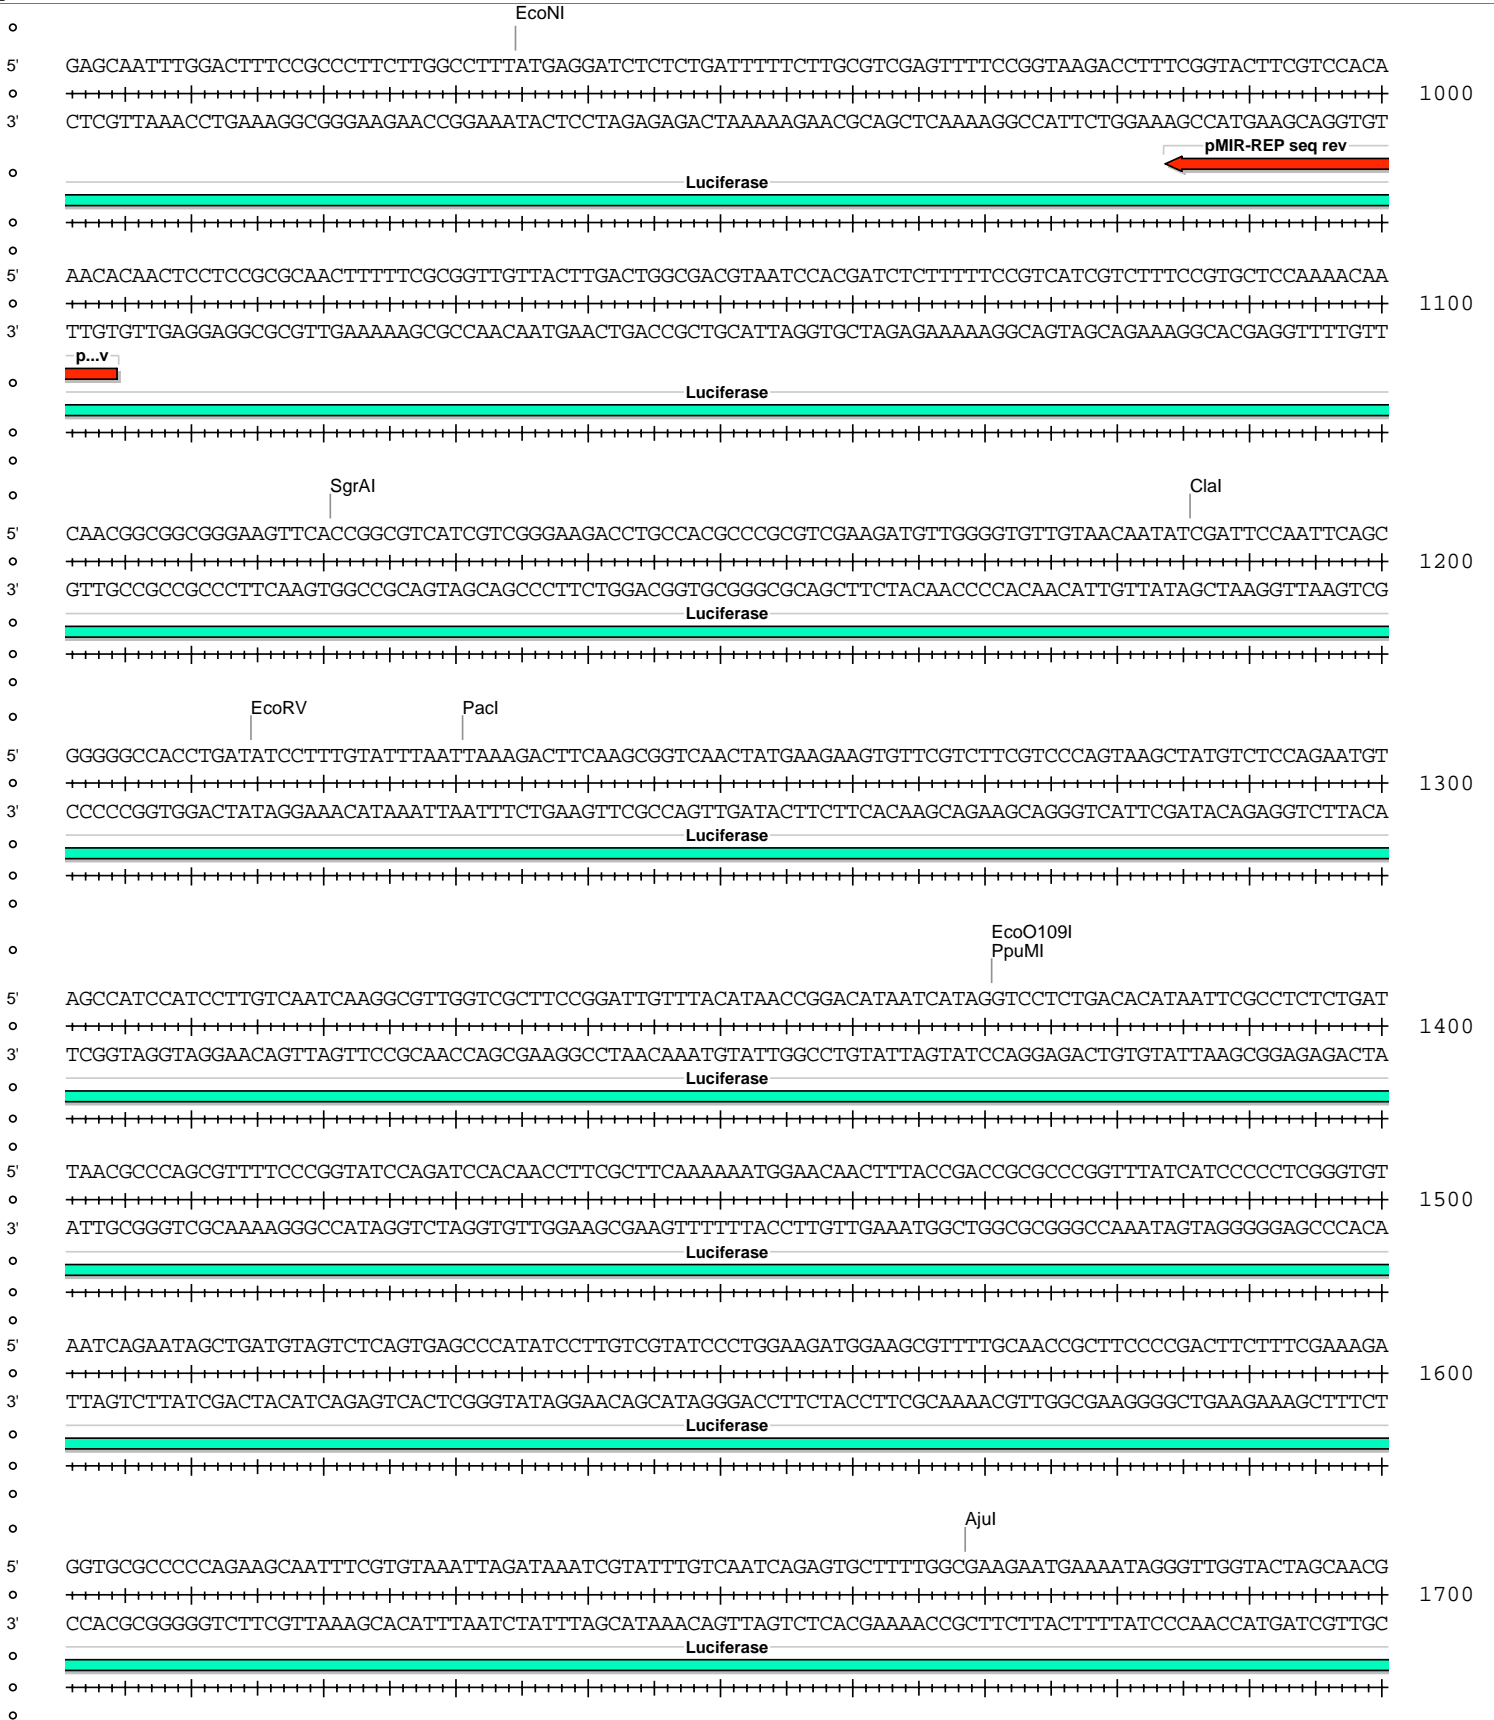 EcoNI
5' GAGCAATTTGGACTTTCCGCCCTTCTTGGCCTTTATGAGGATCTCTCTGATTTTTCTTGCGTCGAGTTTTCCGGTAAGACCTTTCGGTACTTCGTCCACA
1000
3' CTCGTTAAACCTGAAAGGCGGGAAGAACCGGAAATACTCCTAGAGAGACTAAAAAGAACGCAGCTCAAAAGGCCATTCTGGAAAGCCATGAAGCAGGTGT
pMIR-REP seq rev
Luciferase
5' AACACAACTCCTCCGCGCAACTTTTTCGCGGTTGTTACTTGACTGGCGACGTAATCCACGATCTCTTTTTCCGTCATCGTCTTTCCGTGCTCCAAAACAA
1100
3' TTGTGTTGAGGAGGCGCGTTGAAAAAGCGCCAACAATGAACTGACCGCTGCATTAGGTGCTAGAGAAAAAGGCAGTAGCAGAAAGGCACGAGGTTTTGTT
p...v
Luciferase
SgrAI ClaI
5' CAACGGCGGCGGGAAGTTCACCGGCGTCATCGTCGGGAAGACCTGCCACGCCCGCGTCGAAGATGTTGGGGTGTTGTAACAATATCGATTCCAATTCAGC
1200
3' GTTGCCGCCGCCCTTCAAGTGGCCGCAGTAGCAGCCCTTCTGGACGGTGCGGGCGCAGCTTCTACAACCCCACAACATTGTTATAGCTAAGGTTAAGTCG
Luciferase
EcoRV PacI
5' GGGGGCCACCTGATATCCTTTGTATTTAATTAAAGACTTCAAGCGGTCAACTATGAAGAAGTGTTCGTCTTCGTCCCAGTAAGCTATGTCTCCAGAATGT
1300
3' CCCCCGGTGGACTATAGGAAACATAAATTAATTTCTGAAGTTCGCCAGTTGATACTTCTTCACAAGCAGAAGCAGGGTCATTCGATACAGAGGTCTTACA
Luciferase
EcoO109I
PpuMI
5' AGCCATCCATCCTTGTCAATCAAGGCGTTGGTCGCTTCCGGATTGTTTACATAACCGGACATAATCATAGGTCCTCTGACACATAATTCGCCTCTCTGAT
1400
3' TCGGTAGGTAGGAACAGTTAGTTCCGCAACCAGCGAAGGCCTAACAAATGTATTGGCCTGTATTAGTATCCAGGAGACTGTGTATTAAGCGGAGAGACTA
Luciferase
5' TAACGCCCAGCGTTTTCCCGGTATCCAGATCCACAACCTTCGCTTCAAAAAATGGAACAACTTTACCGACCGCGCCCGGTTTATCATCCCCCTCGGGTGT
1500
3' ATTGCGGGTCGCAAAAGGGCCATAGGTCTAGGTGTTGGAAGCGAAGTTTTTTACCTTGTTGAAATGGCTGGCGCGGGCCAAATAGTAGGGGGAGCCCACA
Luciferase
5' AATCAGAATAGCTGATGTAGTCTCAGTGAGCCCATATCCTTGTCGTATCCCTGGAAGATGGAAGCGTTTTGCAACCGCTTCCCCGACTTCTTTCGAAAGA
1600
3' TTAGTCTTATCGACTACATCAGAGTCACTCGGGTATAGGAACAGCATAGGGACCTTCTACCTTCGCAAAACGTTGGCGAAGGGGCTGAAGAAAGCTTTCT
Luciferase
AjuI
5' GGTGCGCCCCCAGAAGCAATTTCGTGTAAATTAGATAAATCGTATTTGTCAATCAGAGTGCTTTTGGCGAAGAATGAAAATAGGGTTGGTACTAGCAACG
1700
3' CCACGCGGGGGTCTTCGTTAAAGCACATTTAATCTATTTAGCATAAACAGTTAGTCTCACGAAAACCGCTTCTTACTTTTATCCCAACCATGATCGTTGC
Luciferase